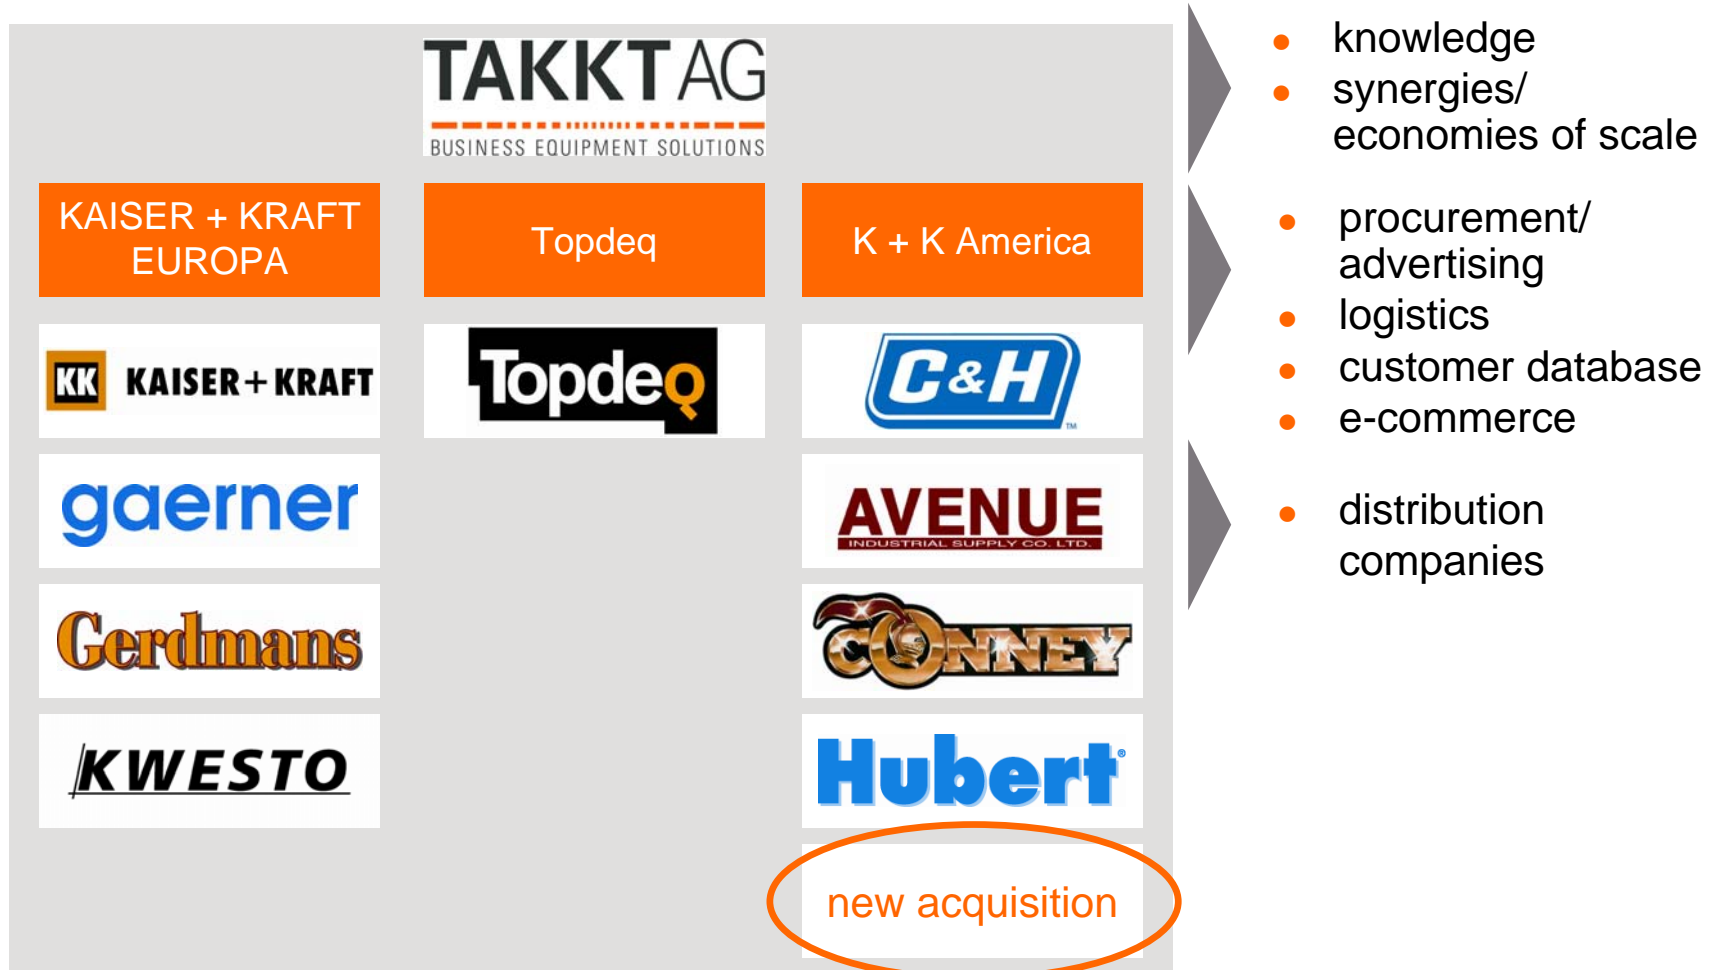 TAKKT AG
BUSINESS EQUIPMENT SOLUTIONS
KAISER + KRAFT
EUROPA
Topdeq
K + K America
KK KAISER+KRAFT
TopdeQ
C&H
TM
gaerner
AVENUE
INDUSTRIAL SUPPLY CO. LTD.
Gerdmans
CONNEY
KWESTO
Hubert®
new acquisition
● knowledge
● synergies/
economies of scale
● procurement/
advertising
● logistics
● customer database
● e-commerce
● distribution
companies